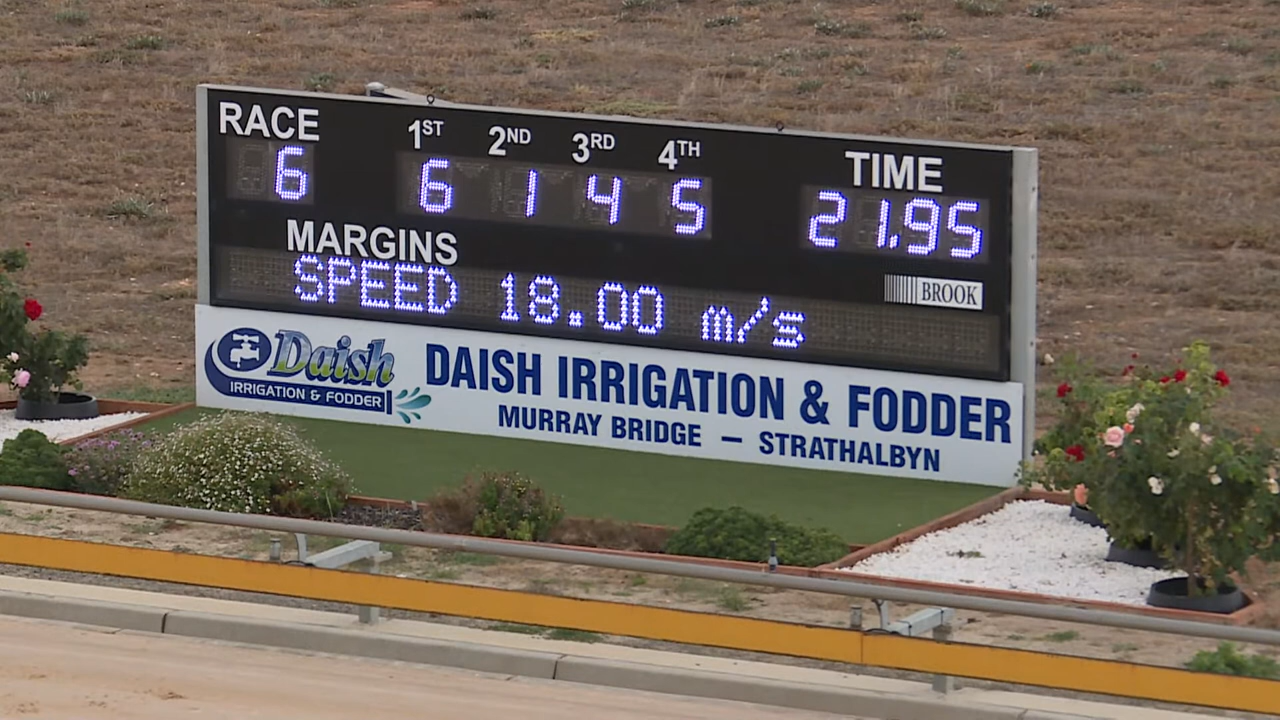 RACE 1ST 2ND 3RD 4TH TIME
6 6 1 4 5 21.95
MARGINS
SPEED 18.00 m/s
BROOK
Daish
IRRIGATION & FODDER
DAISH IRRIGATION & FODDER
MURRAY BRIDGE – STRATHALBYN